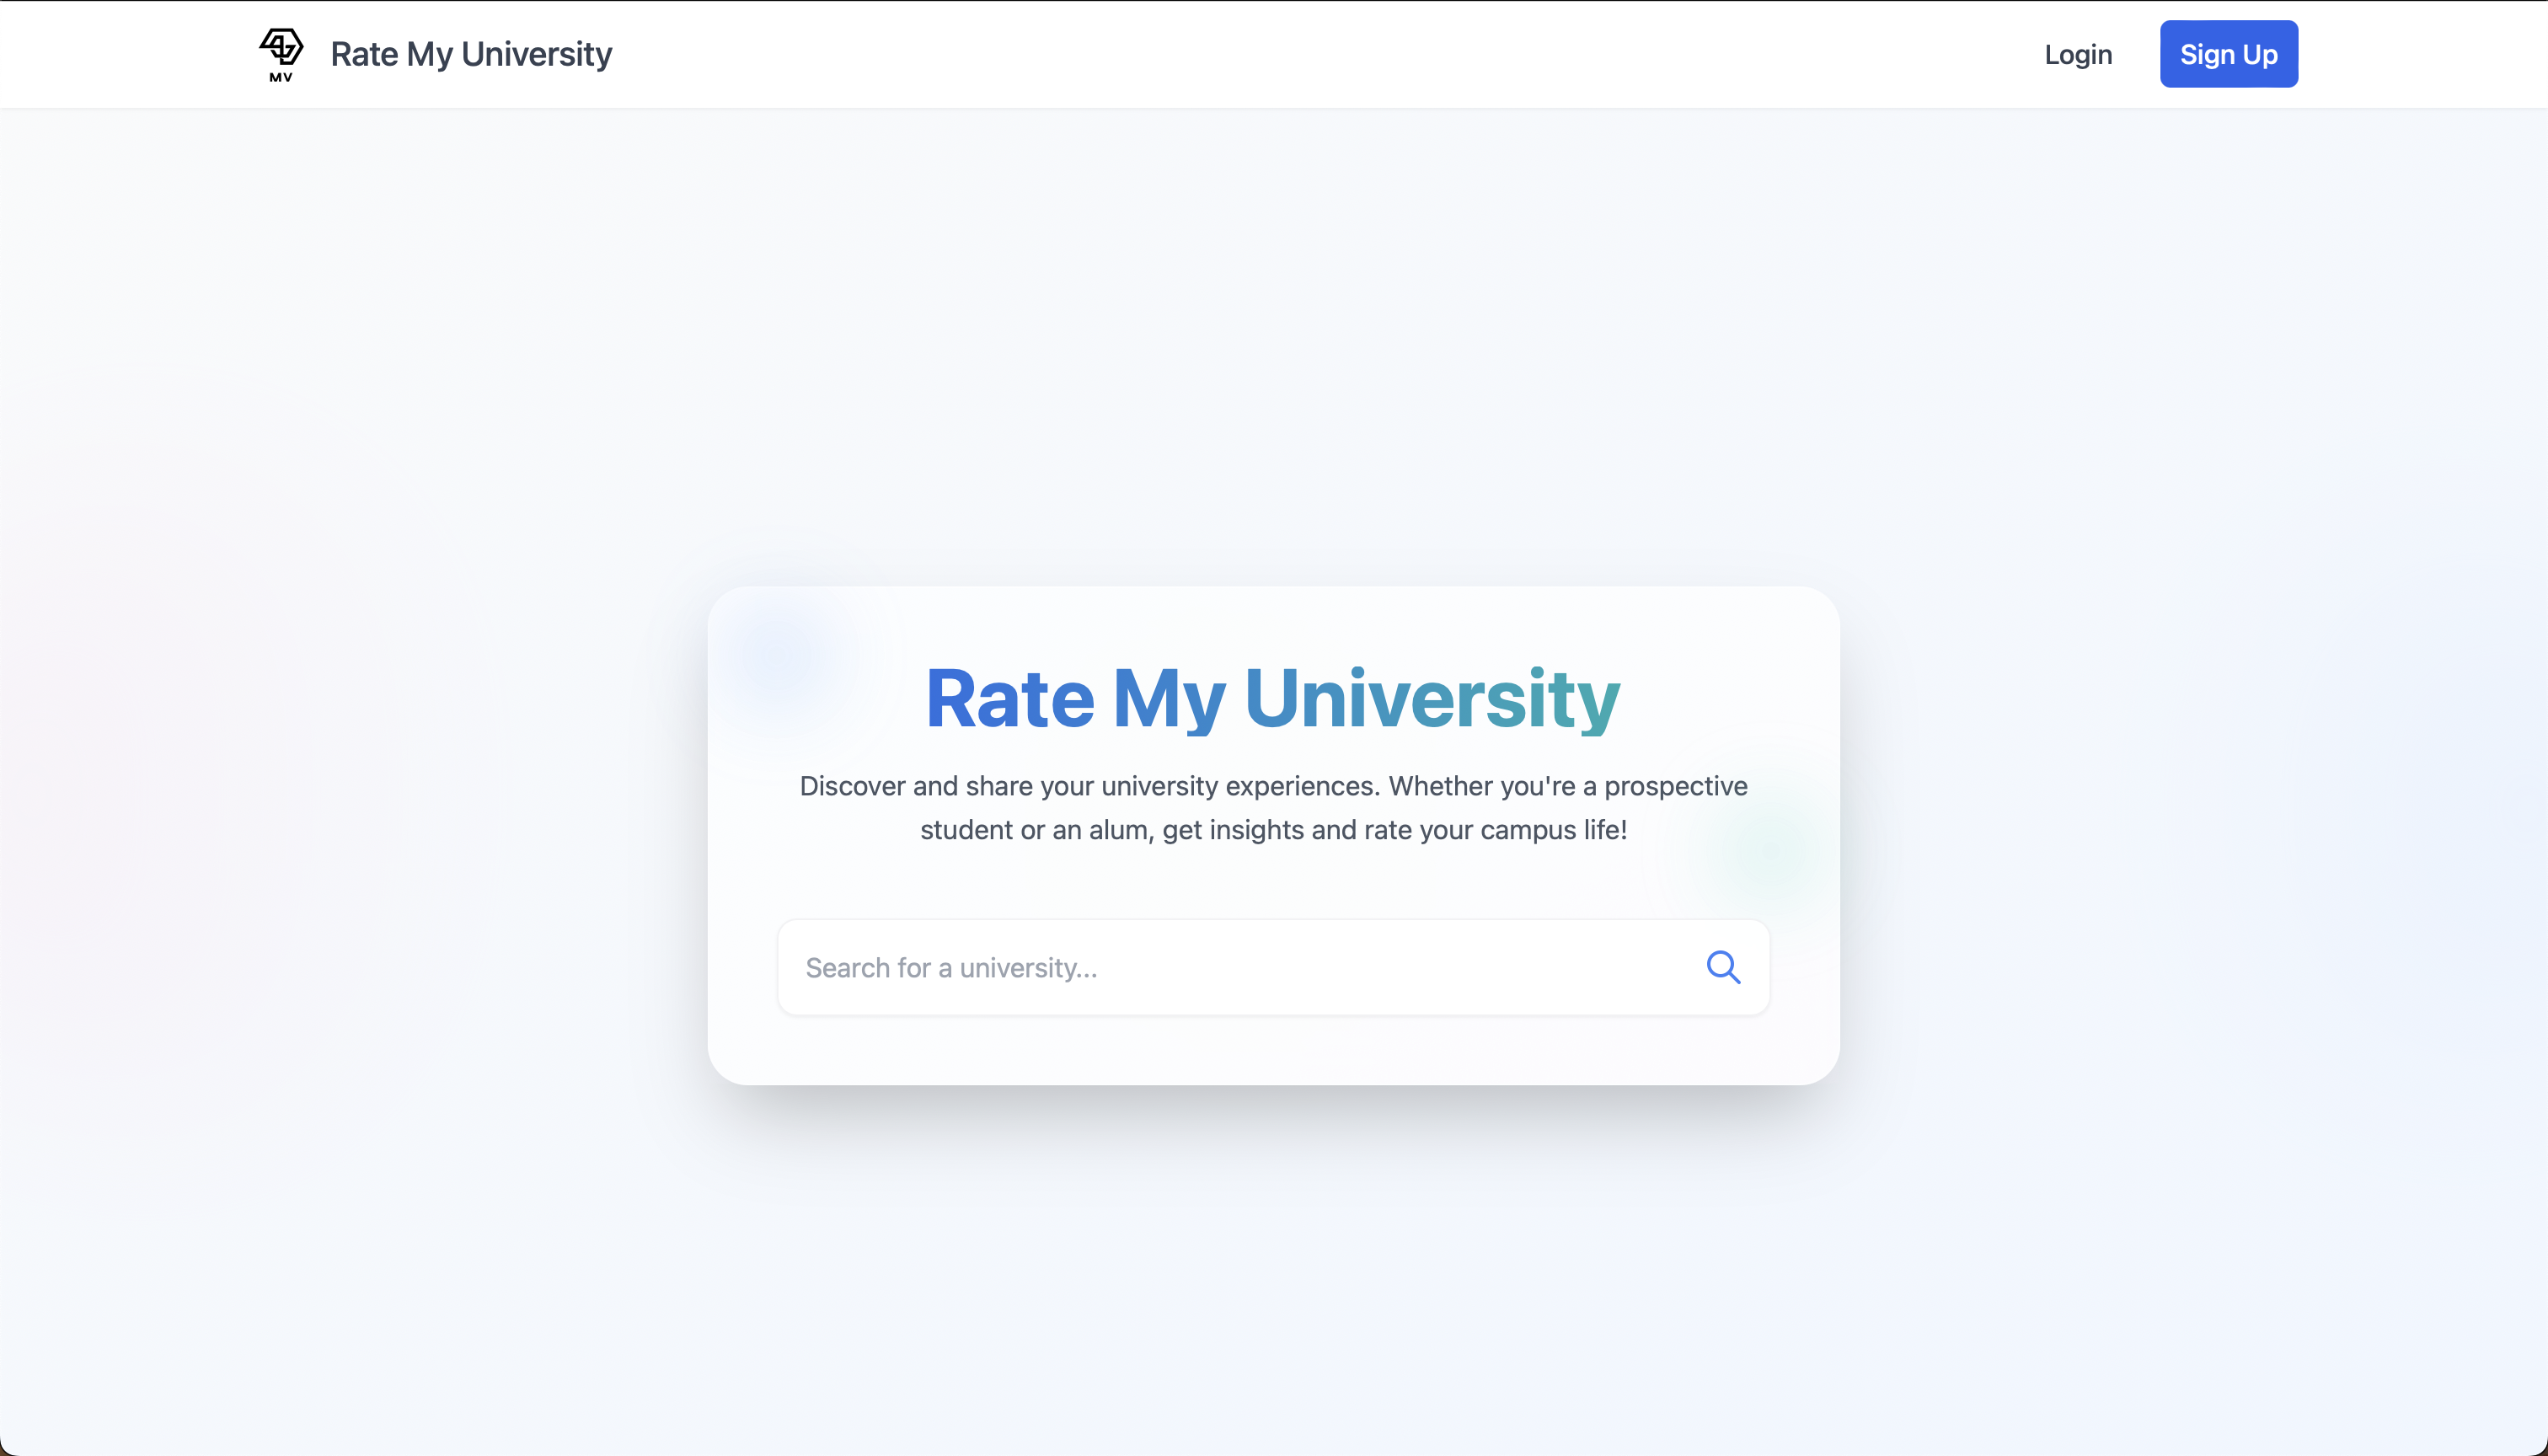 Rate My University
Login
Sign Up
MV
Rate My University
Discover and share your university experiences. Whether you're a prospective
student or an alum, get insights and rate your campus life!
Search for a university...